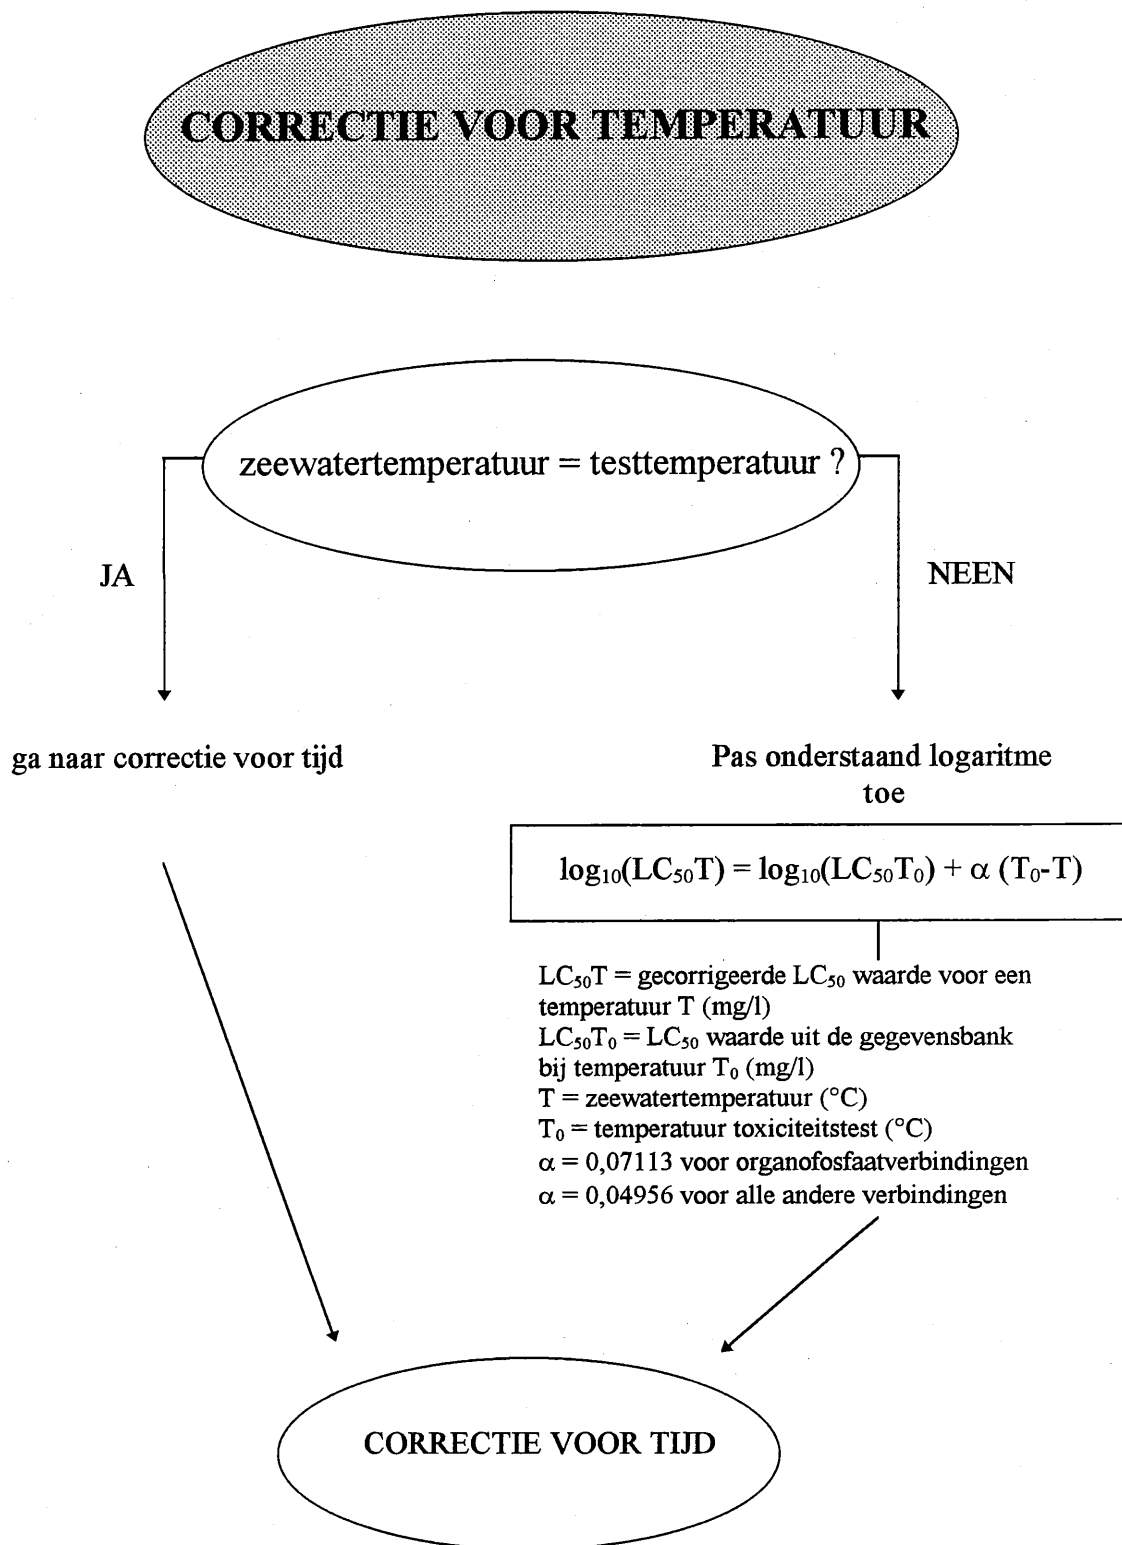 CORRECTIE VOOR TEMPERATUUR
zeewatertemperatuur = testtemperatuur ?
JA
NEEN
ga naar correctie voor tijd
Pas onderstaand logaritme
toe
log₁₀(LC₅₀T) = log₁₀(LC₅₀T₀) + α (T₀-T)
LC₅₀T = gecorrigeerde LC₅₀ waarde voor een
temperatuur T (mg/l)
LC₅₀T₀ = LC₅₀ waarde uit de gegevensbank
bij temperatuur T₀ (mg/l)
T = zeewatertemperatuur (°C)
T₀ = temperatuur toxiciteitstest (°C)
α = 0,07113 voor organofosfaatverbindingen
α = 0,04956 voor alle andere verbindingen
CORRECTIE VOOR TIJD